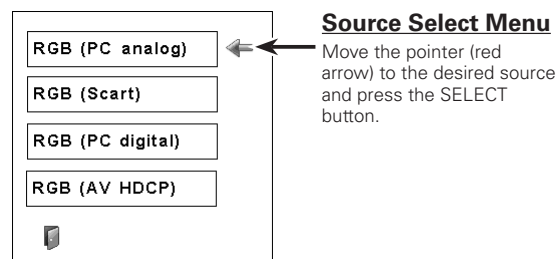 RGB (PC analog)
RGB (Scart)
RGB (PC digital)
RGB (AV HDCP)
Source Select Menu
Move the pointer (red
arrow) to the desired source
and press the SELECT
button.